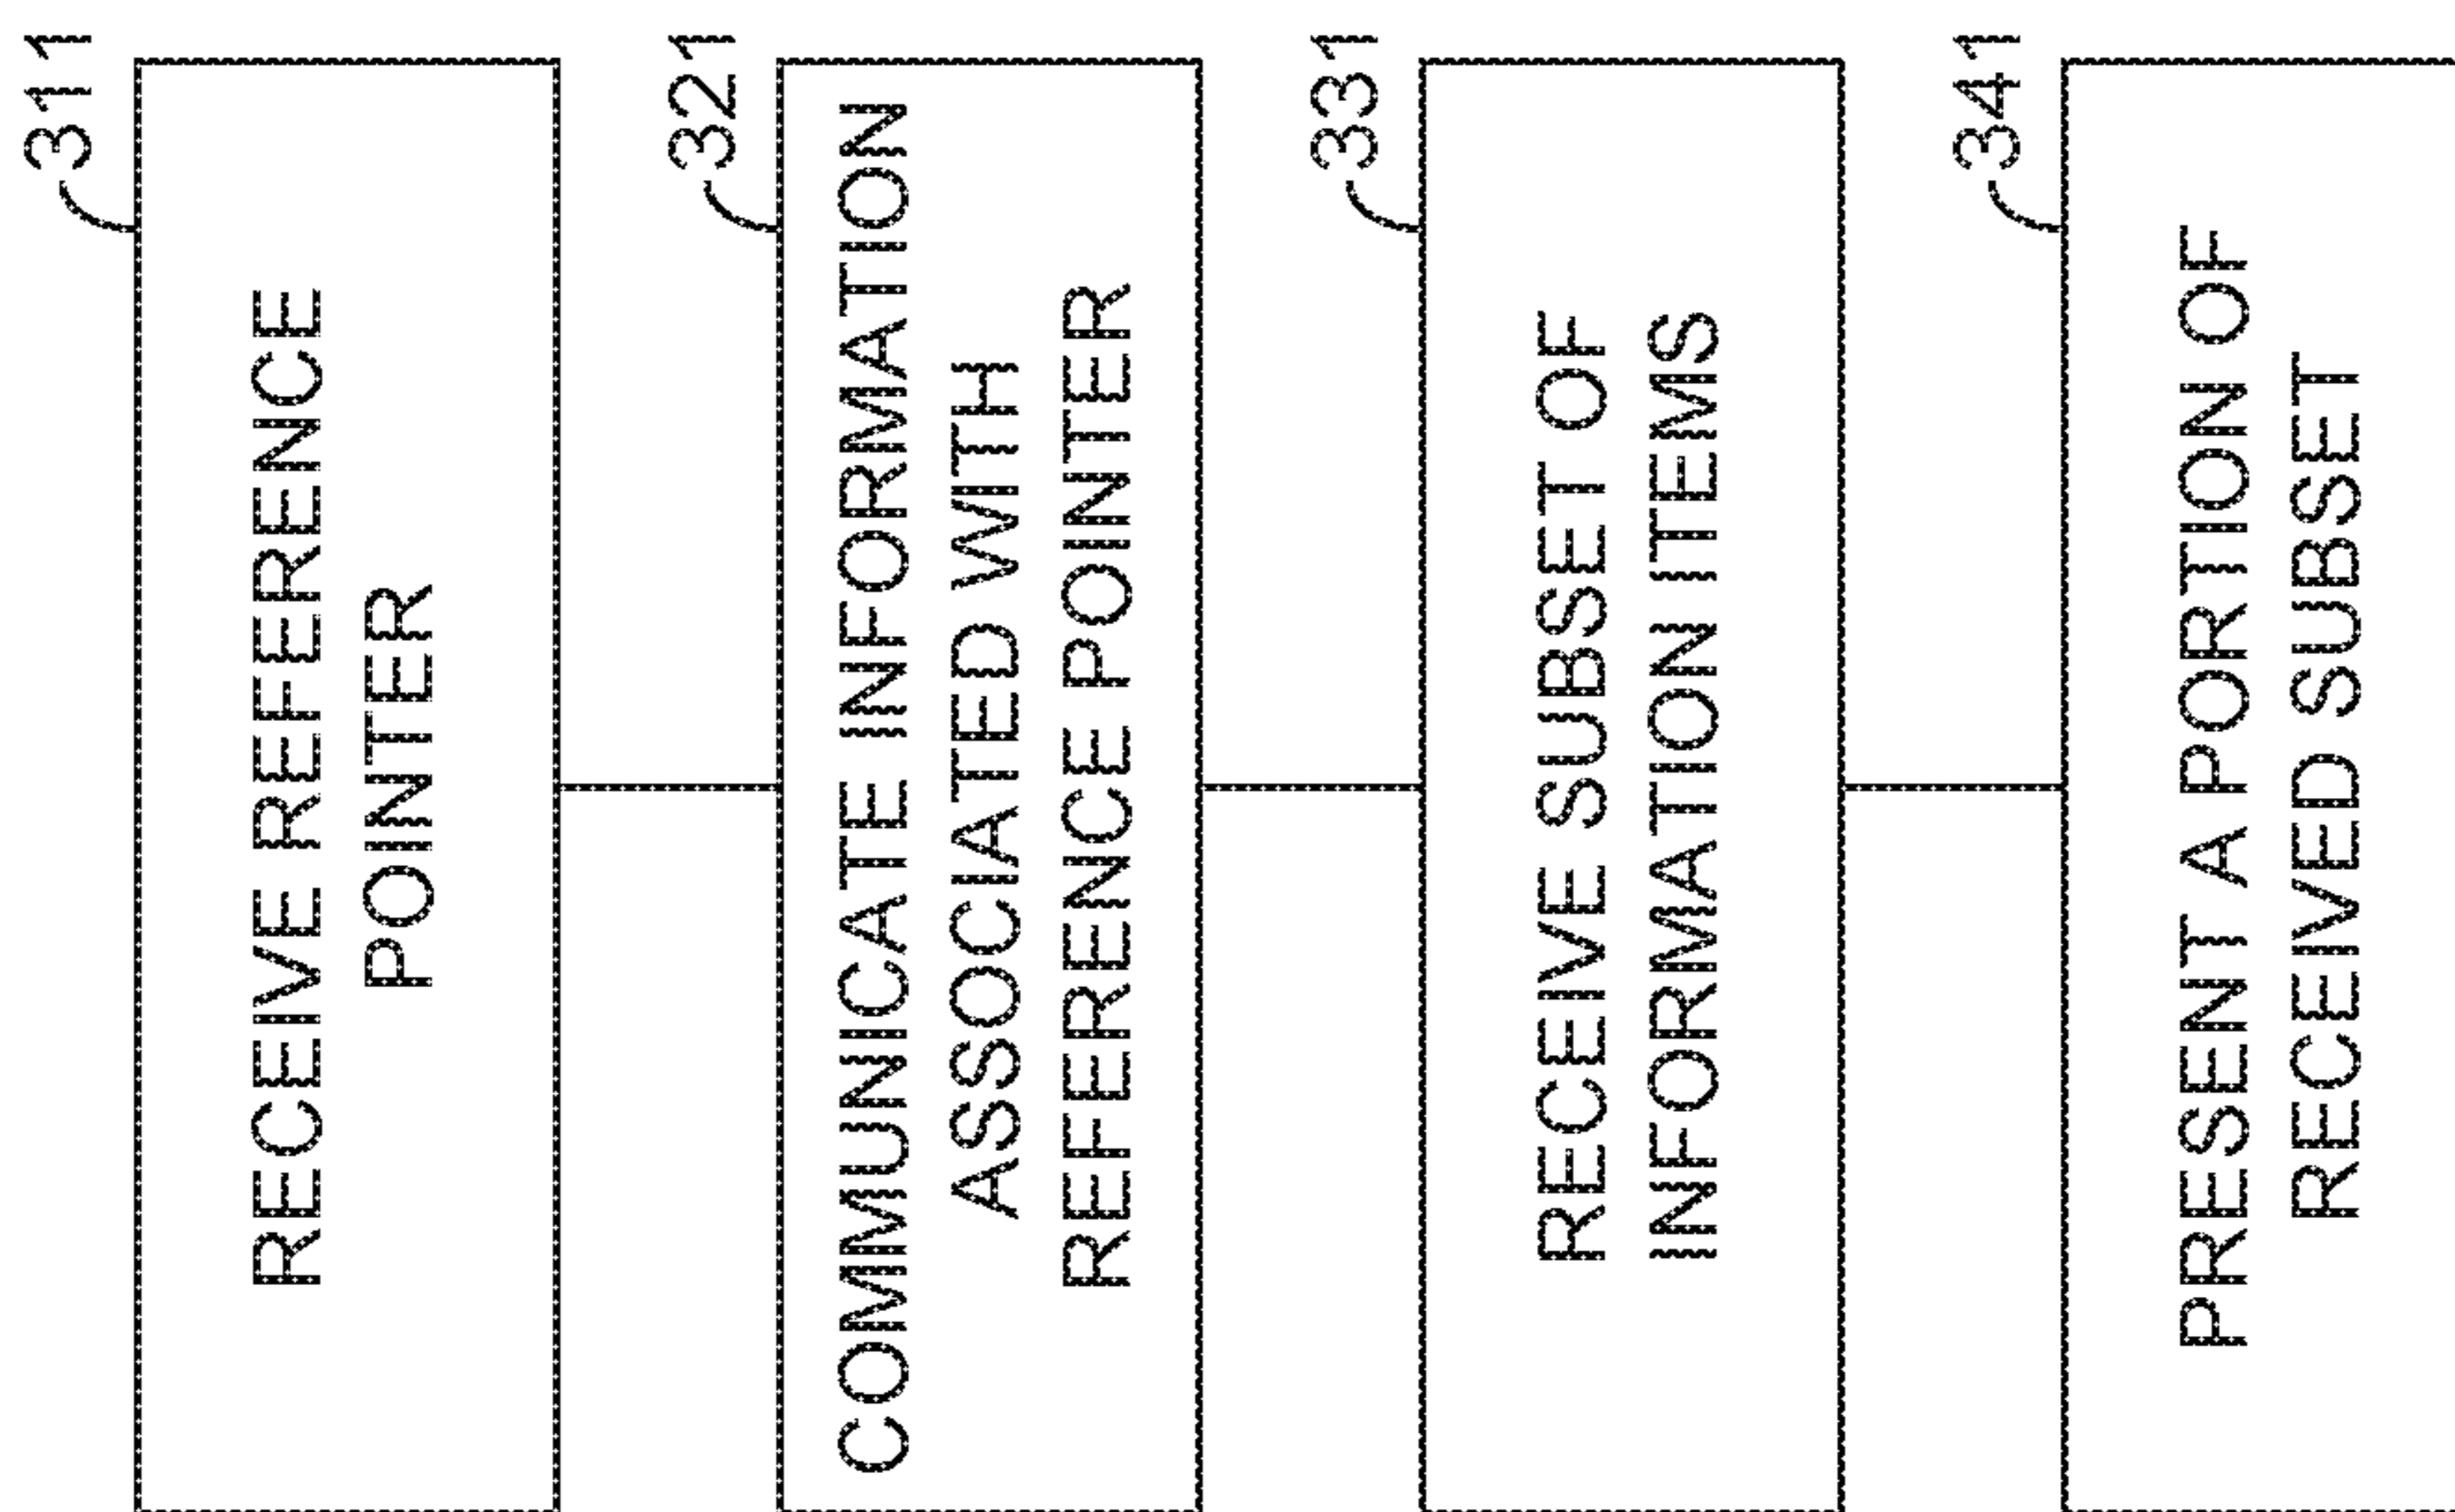 311
RECEIVE REFERENCE
POINTER
321
COMMUNICATE INFORMATION
ASSOCIATED WITH
REFERENCE POINTER
331
RECEIVE SUBSET OF
INFORMATION ITEMS
341
PRESENT A PORTION OF
RECEIVED SUBSET